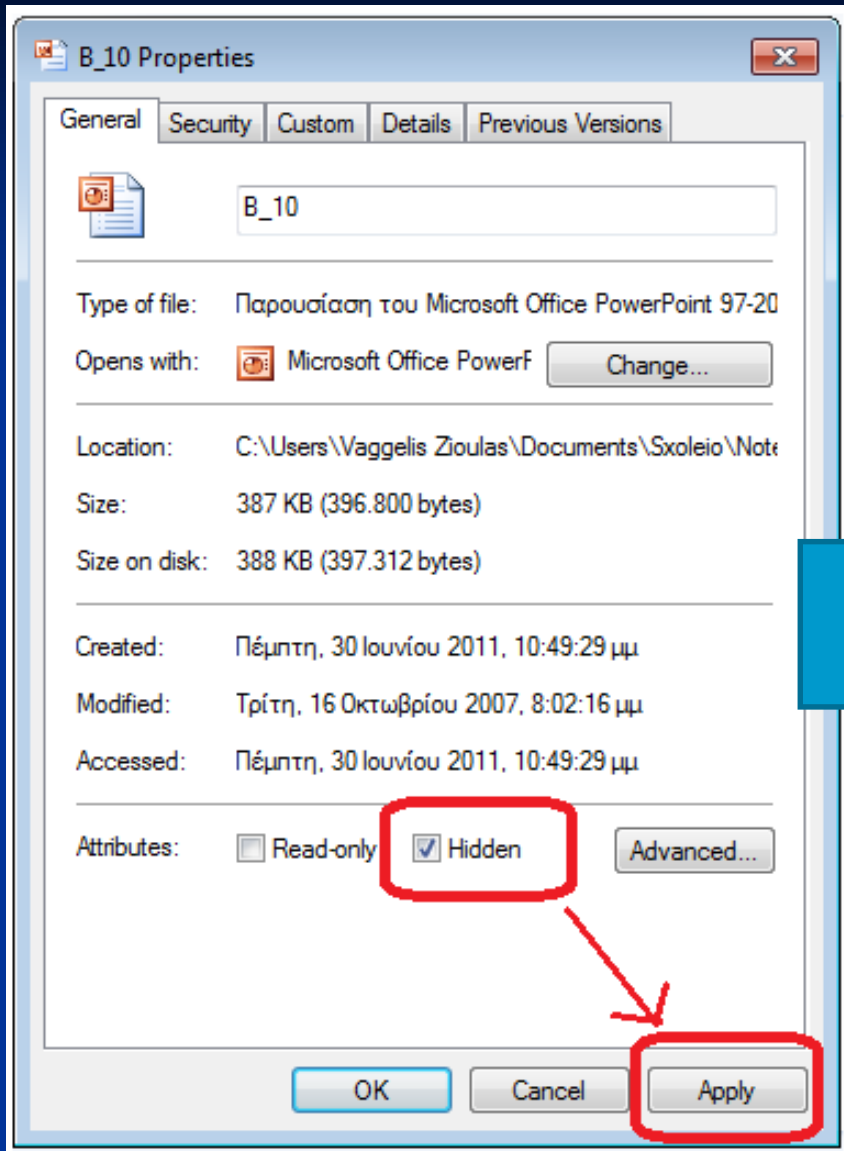 B_10 Properties
General Security Custom Details Previous Versions
B_10
Type of file: Παρουσίαση του Microsoft Office PowerPoint 97-20
Opens with: Microsoft Office Power Change...
Location: C:\Users\Vaggelis Zioulas\Documents\Sxoleio\Note
Size: 387 KB (396.800 bytes)
Size on disk: 388 KB (397.312 bytes)
Created: Πέμπτη, 30 Ιουνίου 2011, 10:49:29 μμ
Modified: Τρίτη, 16 Οκτωβρίου 2007, 8:02:16 μμ
Accessed: Πέμπτη, 30 Ιουνίου 2011, 10:49:29 μμ
Attributes: Read-only Hidden Advanced...
OK Cancel Apply